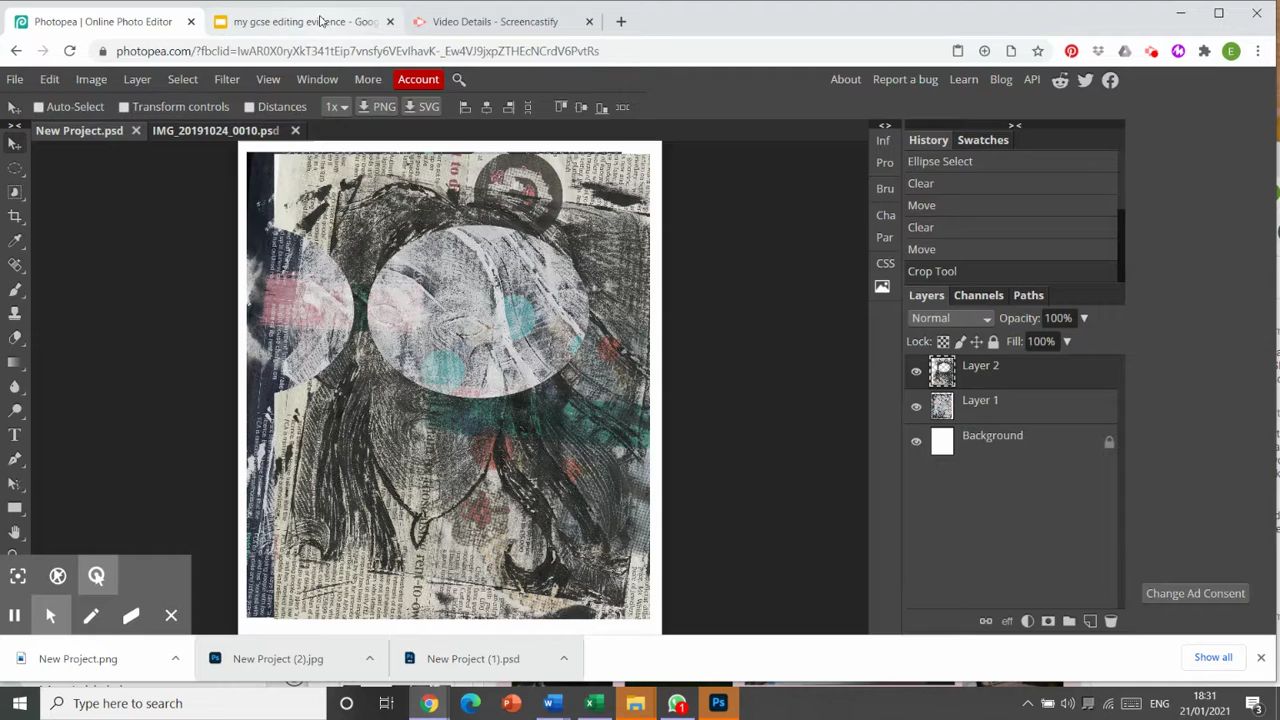 Photopea | Online Photo Editor
my gcse editing evidence - Goog
Video Details - Screencastify
photopea.com/?fbclid=IwAR0X0ryXkT341tEip7vnsfy6VEvIhavK-_Ew4VJ9jxpZTHEcNCrdV6PvtRs
E
File Edit Image Layer Select Filter View Window More Account
About Report a bug Learn Blog API
Auto-Select Transform controls Distances 1x PNG SVG
New Project.psd IMG_20191024_0010.psd
Inf
Pro
Bru
Cha
Par
CSS
History Swatches
Ellipse Select
Clear
Move
Clear
Move
Crop Tool
Layers Channels Paths
Normal Opacity: 100%
Lock: Fill: 100%
Layer 2
Layer 1
Background
eff
Change Ad Consent
New Project.png New Project (2).jpg New Project (1).psd Show all
Type here to search
ENG
18:31
21/01/2021
3